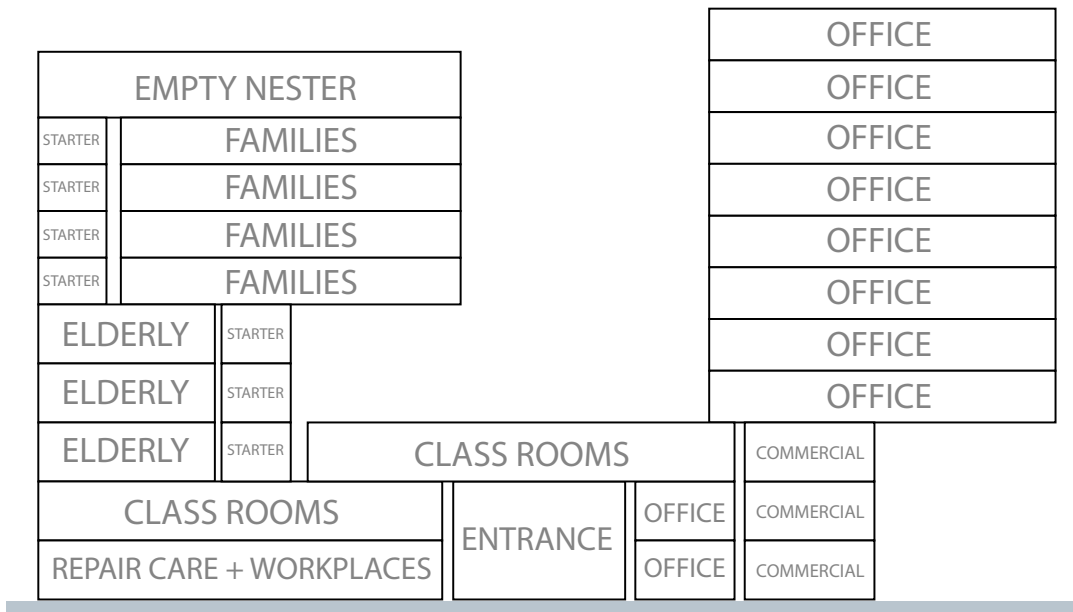 OFFICE
EMPTY NESTER
OFFICE
STARTER FAMILIES
OFFICE
STARTER FAMILIES
OFFICE
STARTER FAMILIES
OFFICE
STARTER FAMILIES
OFFICE
ELDERLY STARTER
OFFICE
ELDERLY STARTER
OFFICE
ELDERLY STARTER CLASS ROOMS COMMERCIAL
CLASS ROOMS
ENTRANCE
OFFICE COMMERCIAL
REPAIR CARE + WORKPLACES
OFFICE COMMERCIAL